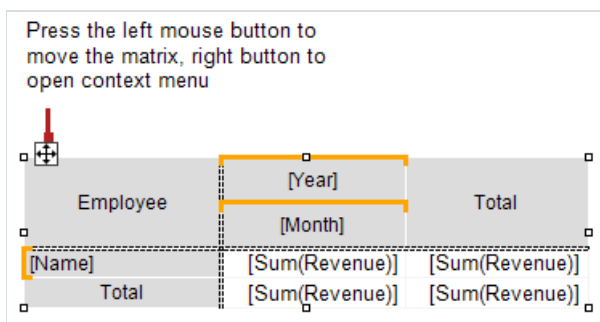 Press the left mouse button to
move the matrix, right button to
open context menu
Employee
[Year]
[Month]
Total
[Name] [Sum(Revenue)] [Sum(Revenue)]
Total [Sum(Revenue)] [Sum(Revenue)]